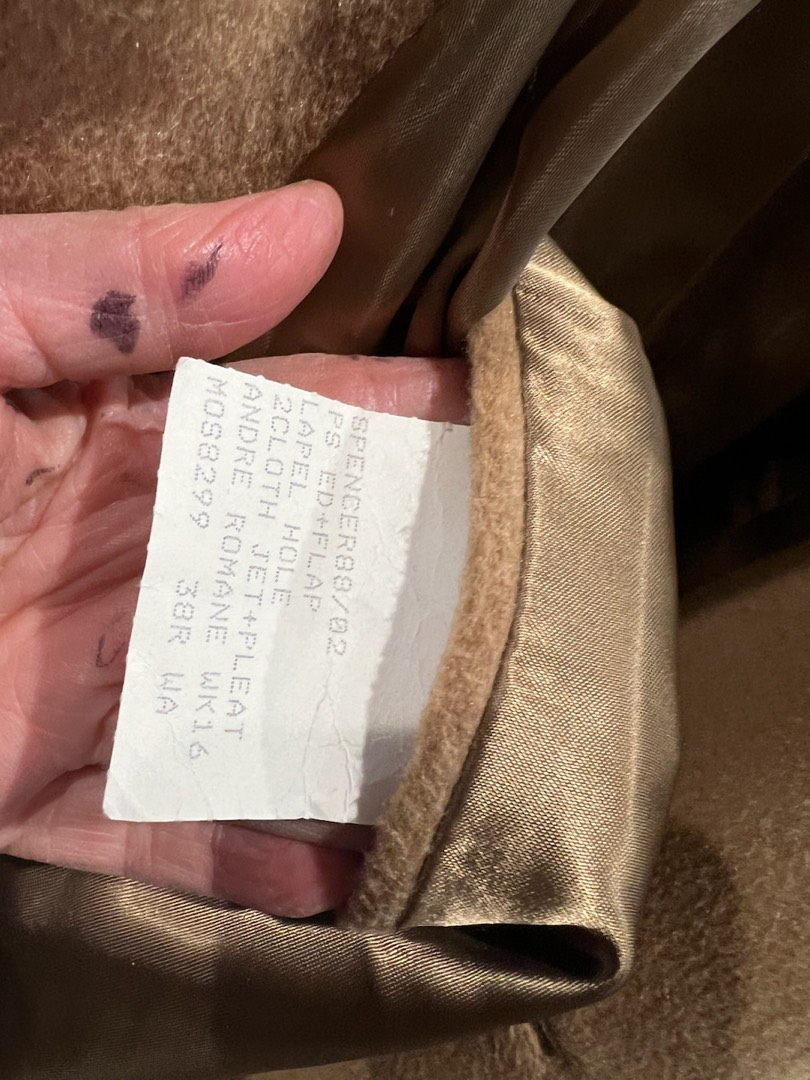 SPENCER88/02
PS ED+FLAP
LAPEL HOLE
2CLOTH JET+PLEAT
ANDRE ROMANE WK16
MOS8299 38R WA